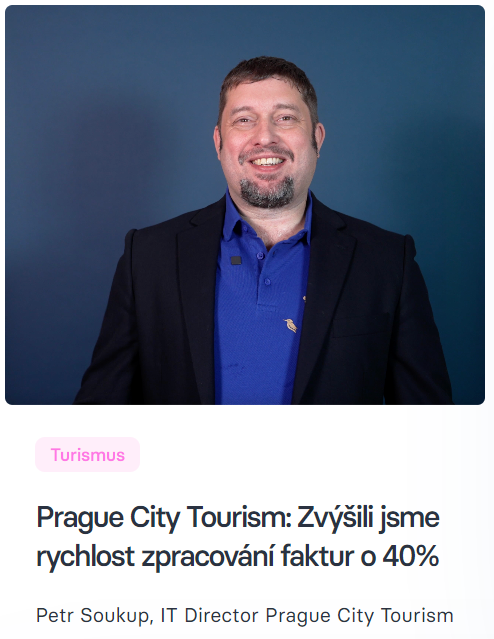 Turismus
Prague City Tourism: Zvýšili jsme
rychlost zpracování faktur o 40%
Petr Soukup, IT Director Prague City Tourism